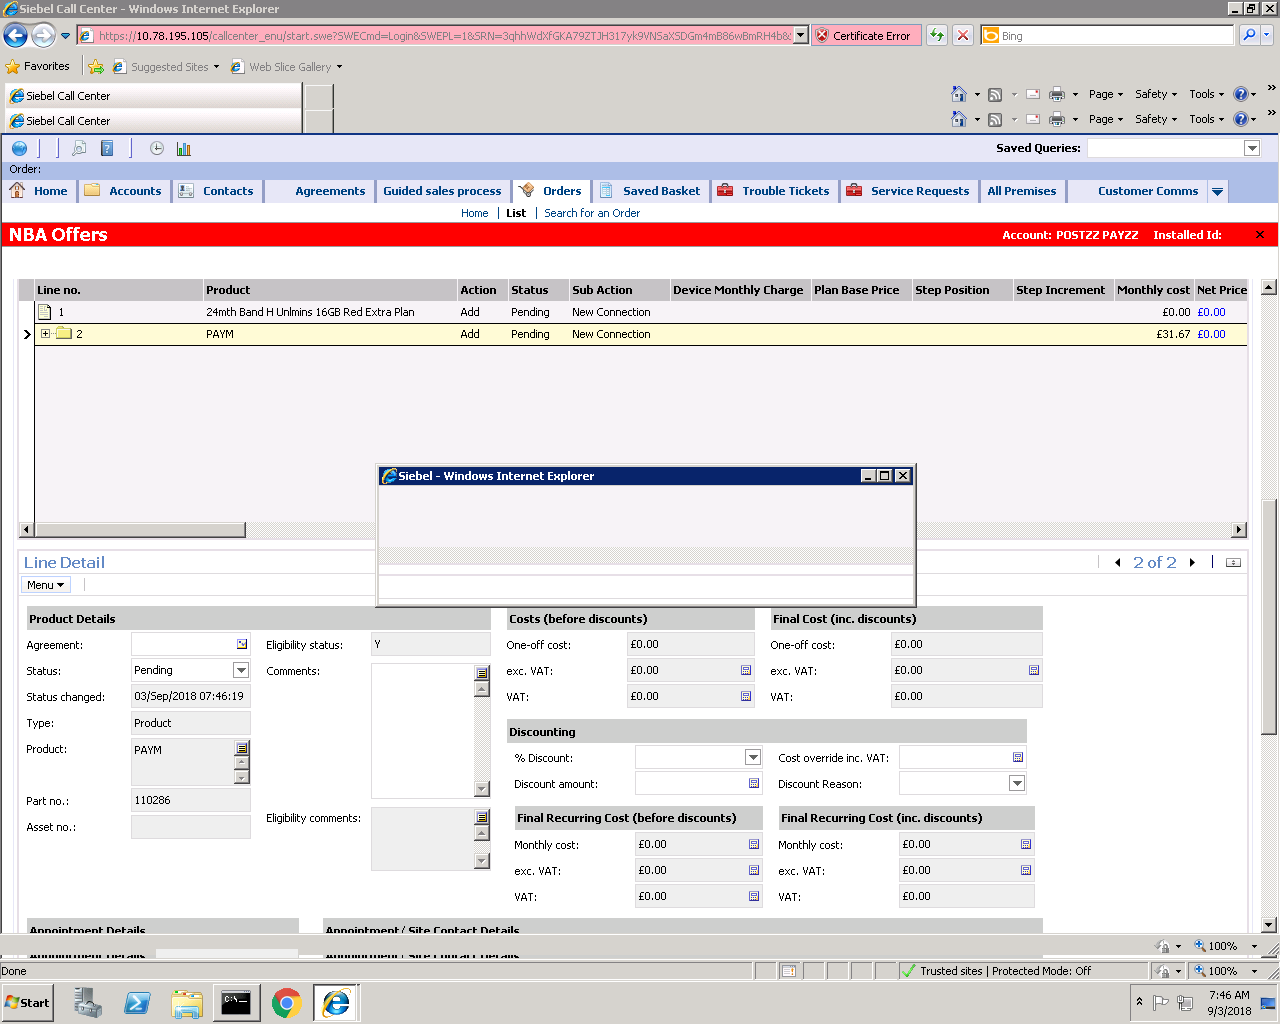 Siebel Call Center - Windows Internet Explorer
https://10.78.195.105/callcenter_enu/start.swe?SWECmd=Login&SWEPL=1&SRN=3qhhWdXfGKA79ZTJH317yk9VNSaXSDGm4mB86wBmRH4b& Certificate Error Bing
Favorites Suggested Sites Web Slice Gallery
Siebel Call Center
Page Safety Tools
Siebel Call Center
Page Safety Tools
Saved Queries:
Order:
Home Accounts Contacts Agreements Guided sales process Orders Saved Basket Trouble Tickets Service Requests All Premises Customer Comms
Home List Search for an Order
NBA Offers Account: POSTZZ PAYZZ Installed Id:
Line no. Product Action Status Sub Action Device Monthly Charge Plan Base Price Step Position Step Increment Monthly cost Net Price
1 24mth Band H Unlmins 16GB Red Extra Plan Add Pending New Connection £0.00 £0.00
2 PAYM Add Pending New Connection £31.67 £0.00
Siebel - Windows Internet Explorer
Line Detail 2 of 2
Menu
Product Details Costs (before discounts) Final Cost (inc. discounts)
Agreement: Eligibility status: Y One-off cost: £0.00 One-off cost: £0.00
Status: Pending Comments: exc. VAT: £0.00 exc. VAT: £0.00
Status changed: 03/Sep/2018 07:46:19 VAT: £0.00 VAT: £0.00
Type: Product
Discounting
Product: PAYM % Discount: Cost override inc. VAT:
Discount amount: Discount Reason:
Part no.: 110286
Eligibility comments: Final Recurring Cost (before discounts) Final Recurring Cost (inc. discounts)
Asset no.:
Monthly cost: £0.00 Monthly cost: £0.00
exc. VAT: £0.00 exc. VAT: £0.00
VAT: £0.00 VAT: £0.00
Appointment Details Appointment/ Site Contact Details
100%
Appointment Details Appointment/ Site Contact Details
Done Trusted sites | Protected Mode: Off 100%
Start 7:46 AM
9/3/2018